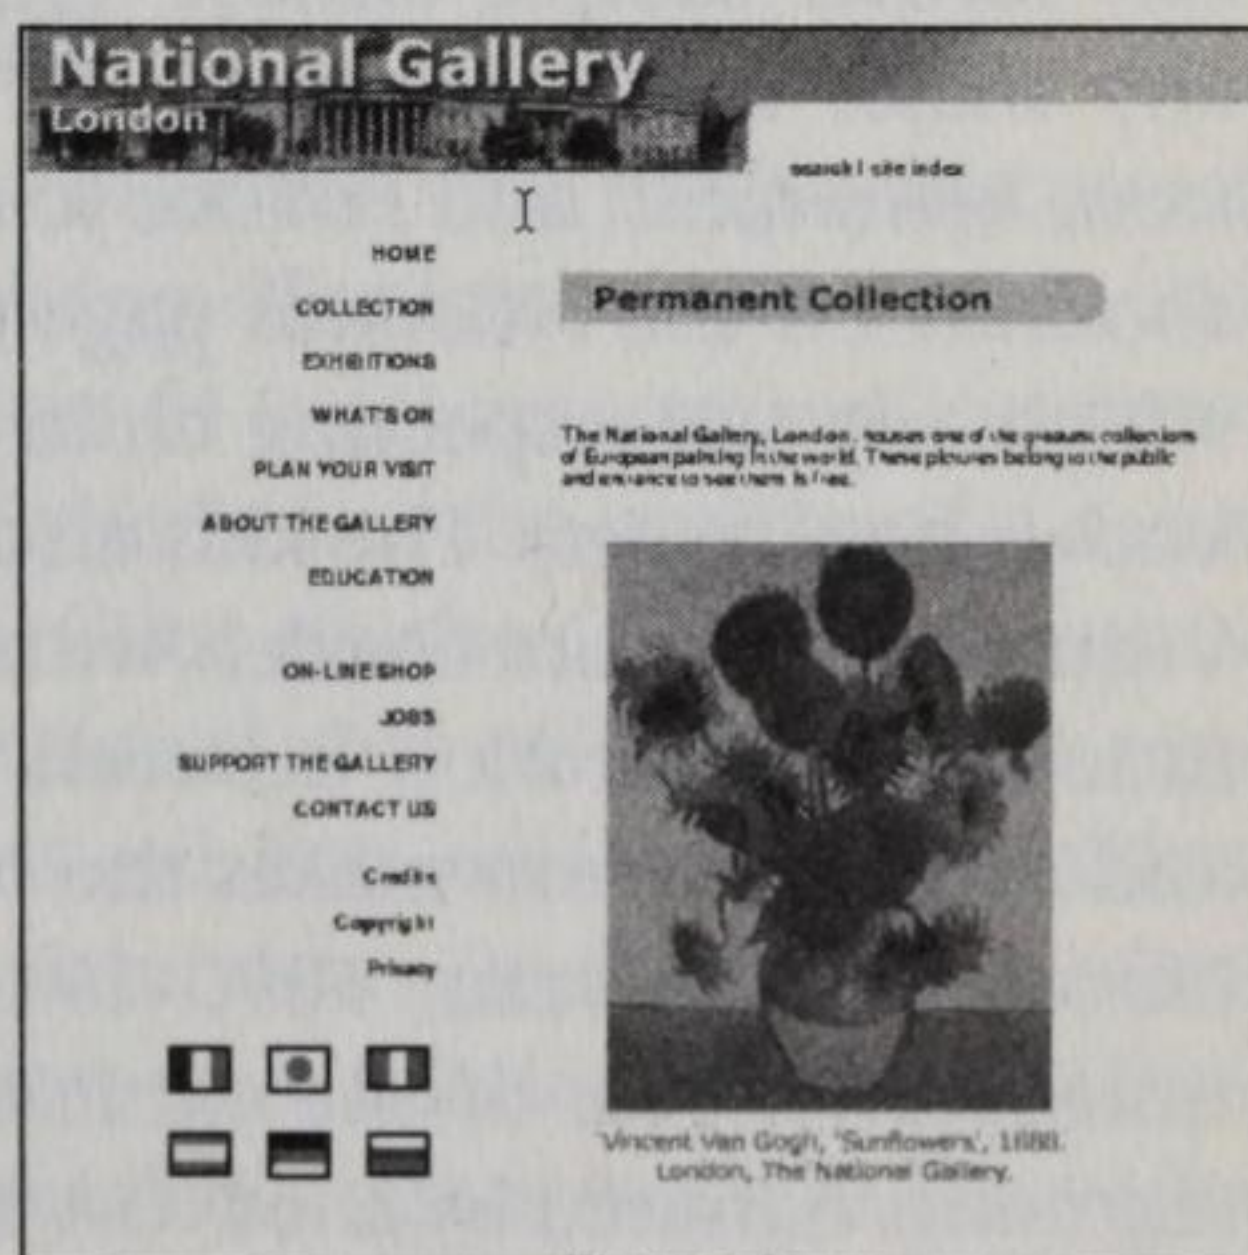 National Gallery
London
search | site index
HOME
COLLECTION
EXHIBITIONS
WHAT'S ON
PLAN YOUR VISIT
ABOUT THE GALLERY
EDUCATION
ON-LINE SHOP
JOBS
SUPPORT THE GALLERY
CONTACT US
Credits
Copyright
Privacy
Permanent Collection
The National Gallery, London, houses one of the greatest collections
of European painting in the world. These pictures belong to the public
and entrance to see them is free.
Vincent Van Gogh, 'Sunflowers', 1888.
London, The National Gallery.